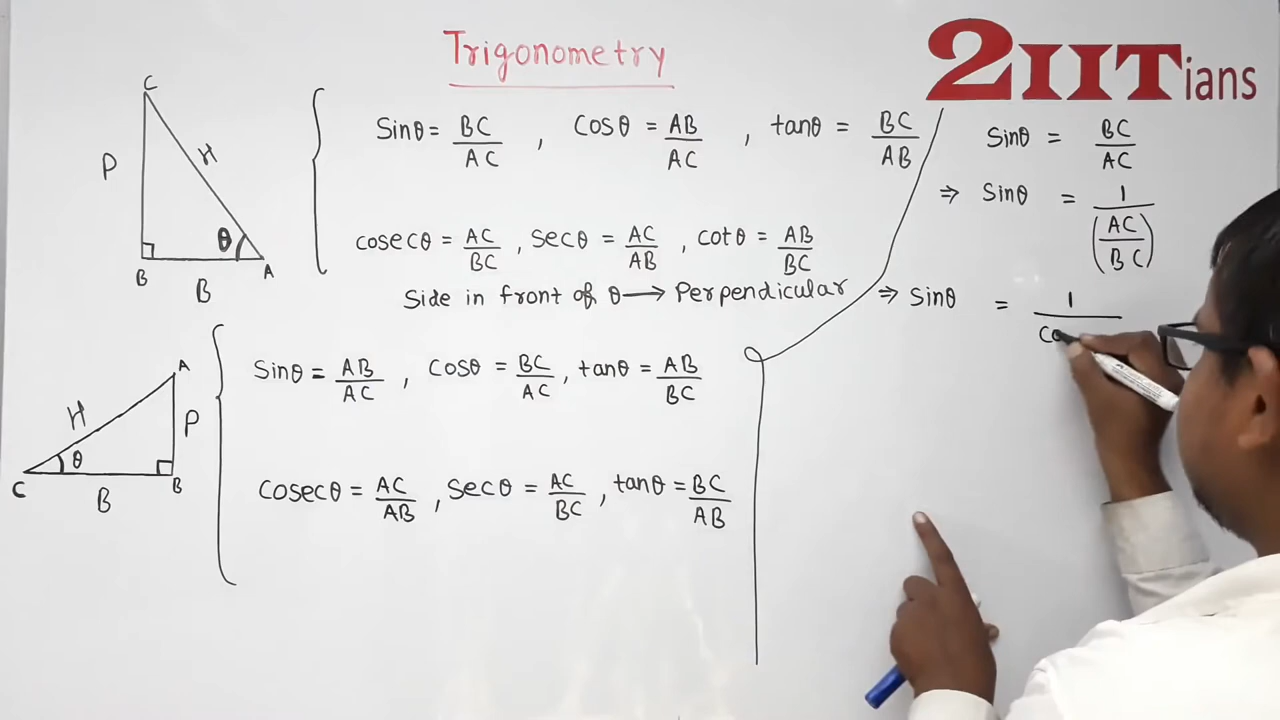 Trigonometry
2IITians
C
P
H
θ
B
B
A
Sinθ = BC/AC , Cosθ = AB/AC , tanθ = BC/AB
cosecθ = AC/BC , secθ = AC/AB , cotθ = AB/BC
Side in front of θ → Perpendicular
A
H
P
θ
C
B
B
Sinθ = AB/AC , Cosθ = BC/AC , tanθ = AB/BC
Cosecθ = AC/AB , secθ = AC/BC , tanθ = BC/AB
Sinθ = BC/AC
⇒ Sinθ = 1/(AC/BC)
⇒ Sinθ = 1/Co